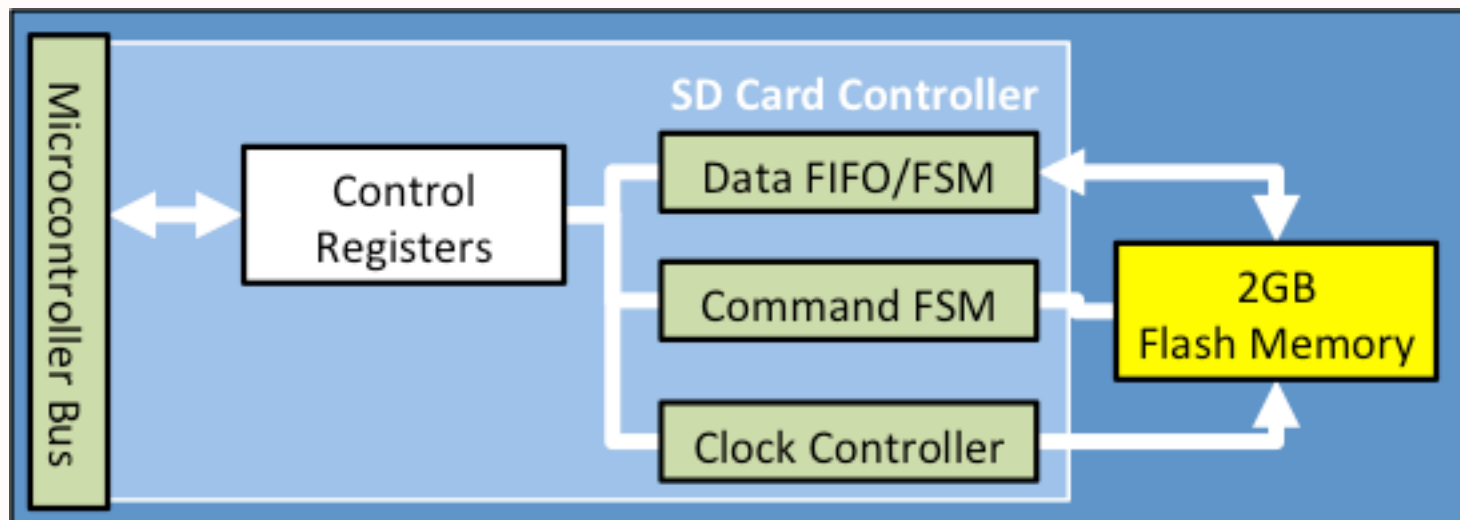 Microcontroller Bus
SD Card Controller
Control
Registers
Data FIFO/FSM
Command FSM
Clock Controller
2GB
Flash Memory